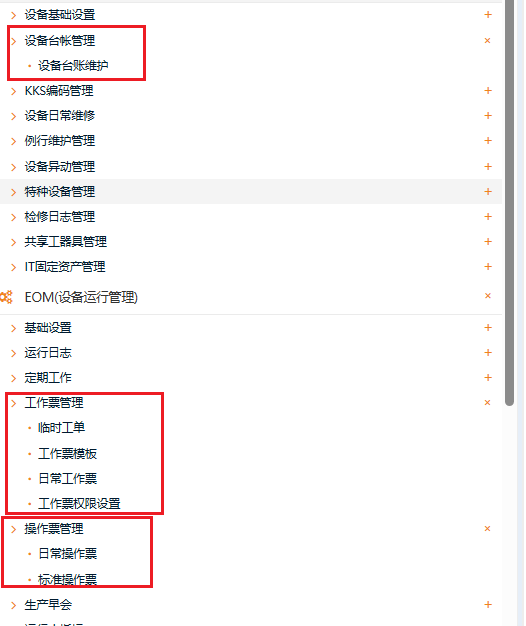 设备基础设置
设备台帐管理
设备台账维护
KKS编码管理
设备日常维修
例行维护管理
设备异动管理
特种设备管理
检修日志管理
共享工器具管理
IT固定资产管理
EOM(设备运行管理)
基础设置
运行日志
定期工作
工作票管理
临时工单
工作票模板
日常工作票
工作票权限设置
操作票管理
日常操作票
标准操作票
生产早会